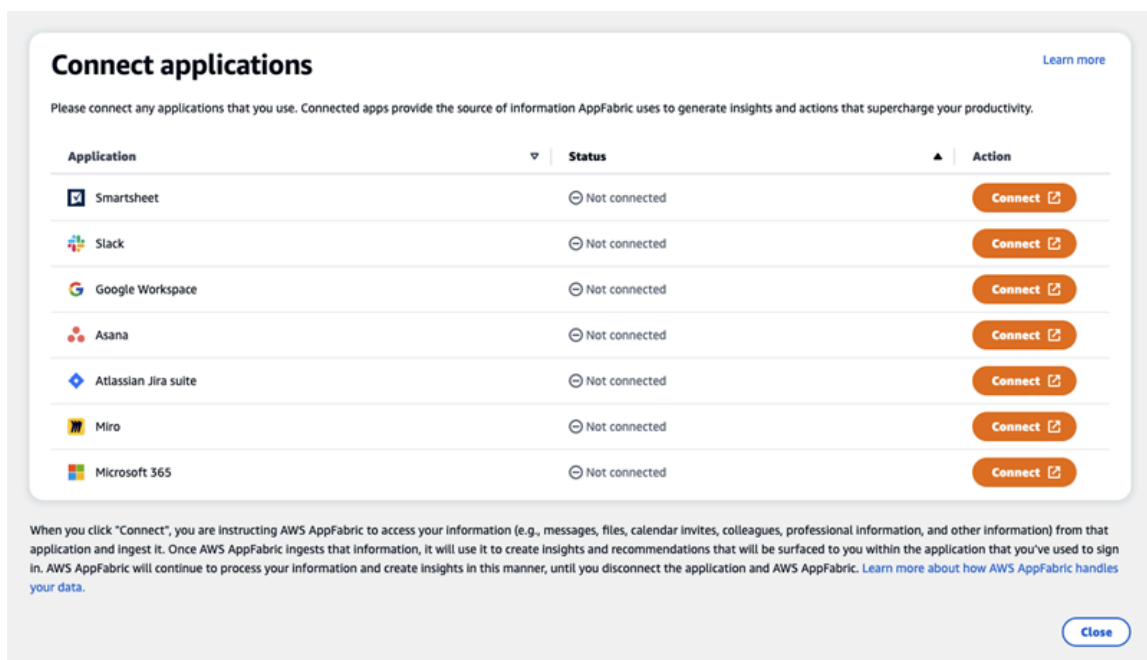 Connect applications
Learn more
Please connect any applications that you use. Connected apps provide the source of information AppFabric uses to generate insights and actions that supercharge your productivity.
Application Status Action
Smartsheet Not connected Connect
Slack Not connected Connect
Google Workspace Not connected Connect
Asana Not connected Connect
Atlassian Jira suite Not connected Connect
Miro Not connected Connect
Microsoft 365 Not connected Connect
When you click "Connect", you are instructing AWS AppFabric to access your information (e.g., messages, files, calendar invites, colleagues, professional information, and other information) from that
application and ingest it. Once AWS AppFabric ingests that information, it will use it to create insights and recommendations that will be surfaced to you within the application that you've used to sign
in. AWS AppFabric will continue to process your information and create insights in this manner, until you disconnect the application and AWS AppFabric. Learn more about how AWS AppFabric handles
your data.
Close